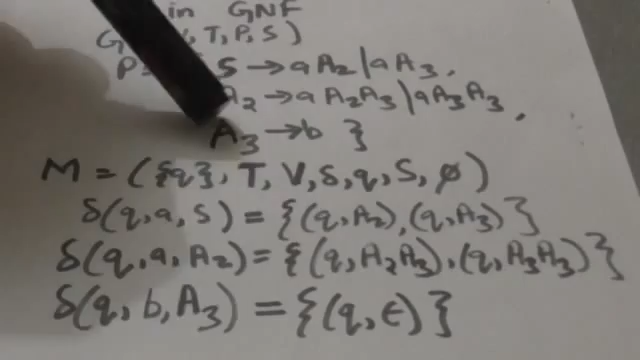 in GNF
G , T, P, S )
P= S → aA₂ | aA₃,
A₂ → aA₂A₃ | aA₃A₃,
A₃ → b }
M = ({q}, T, V, δ, q, S, ϕ)
δ(q, a, S) = {(q, A₂), (q, A₃)}
δ(q, a, A₂) = {(q, A₂A₃), (q, A₃A₃)}
δ(q, b, A₃) = {(q, ϵ)}